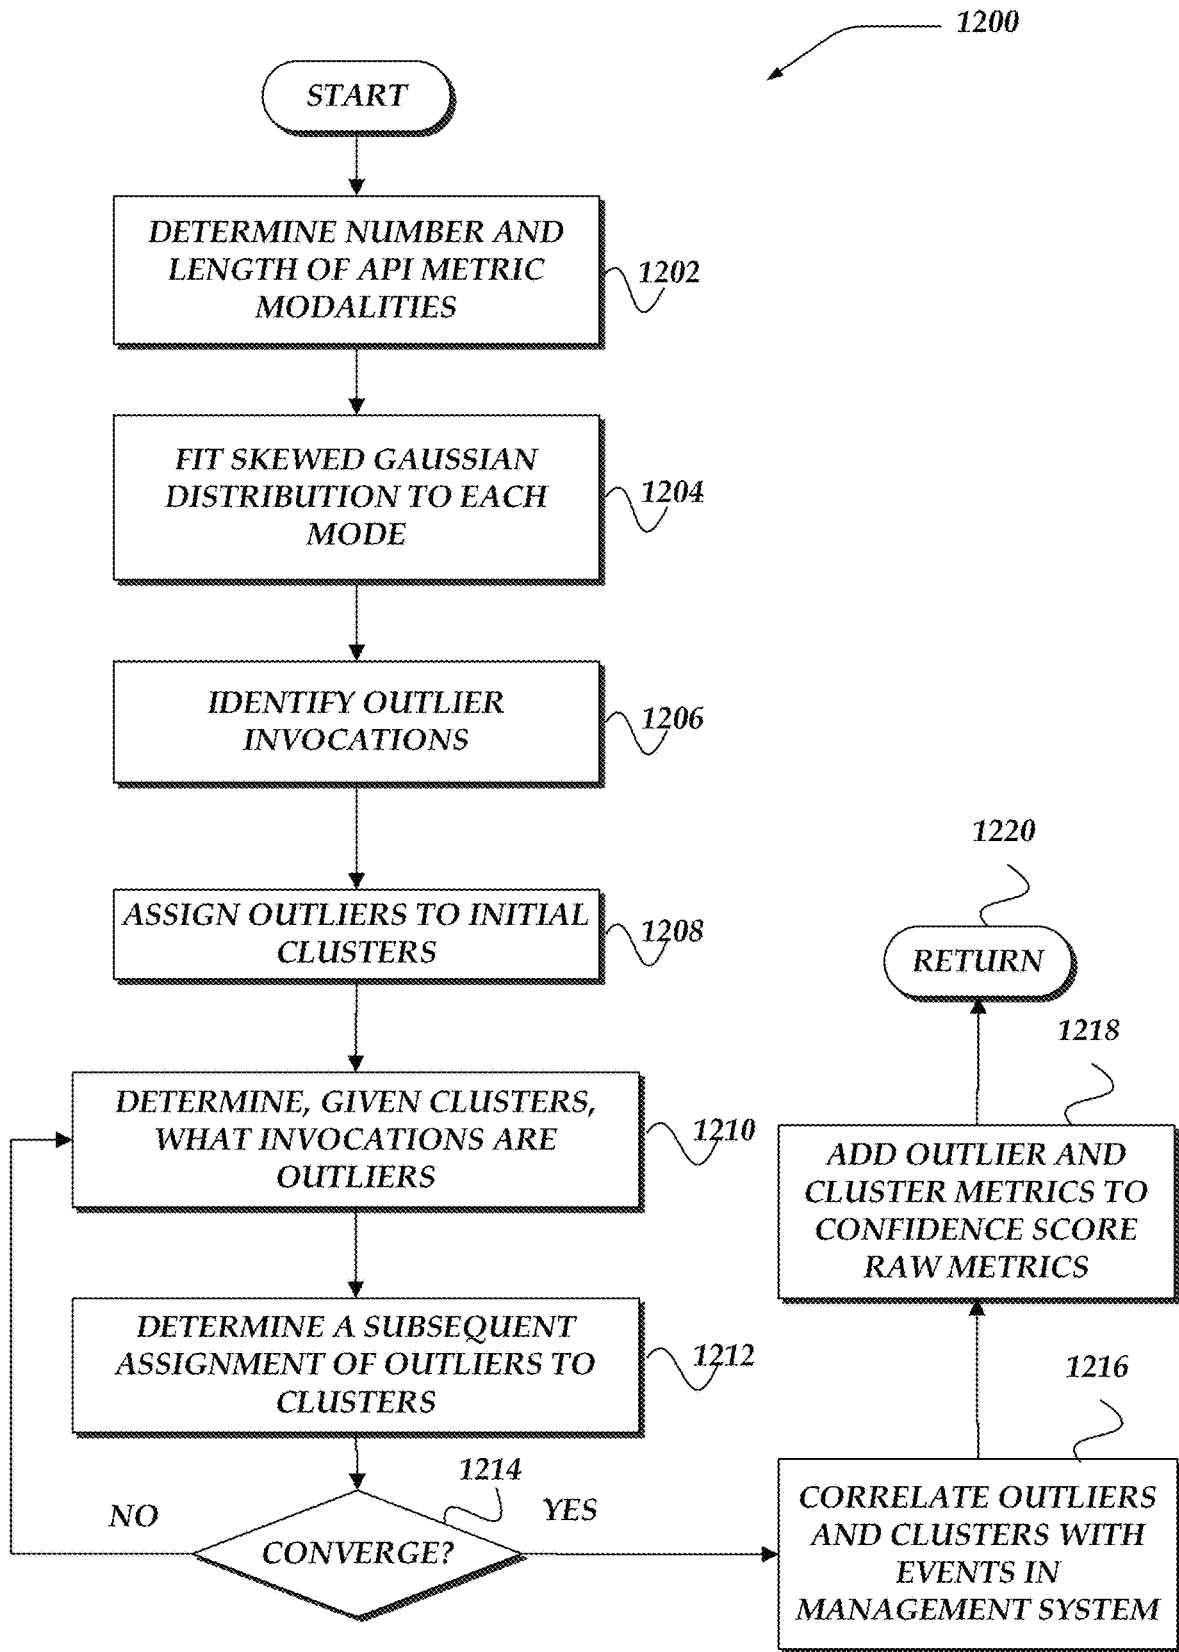 1200
START
DETERMINE NUMBER AND
LENGTH OF API METRIC
MODALITIES
1202
FIT SKEWED GAUSSIAN
DISTRIBUTION TO EACH
MODE
1204
IDENTIFY OUTLIER
INVOCATIONS
1206
ASSIGN OUTLIERS TO INITIAL
CLUSTERS
1208
DETERMINE, GIVEN CLUSTERS,
WHAT INVOCATIONS ARE
OUTLIERS
1210
DETERMINE A SUBSEQUENT
ASSIGNMENT OF OUTLIERS TO
CLUSTERS
1212
1214
NO
YES
CONVERGE?
CORRELATE OUTLIERS
AND CLUSTERS WITH
EVENTS IN
MANAGEMENT SYSTEM
1216
ADD OUTLIER AND
CLUSTER METRICS TO
CONFIDENCE SCORE
RAW METRICS
1218
RETURN
1220